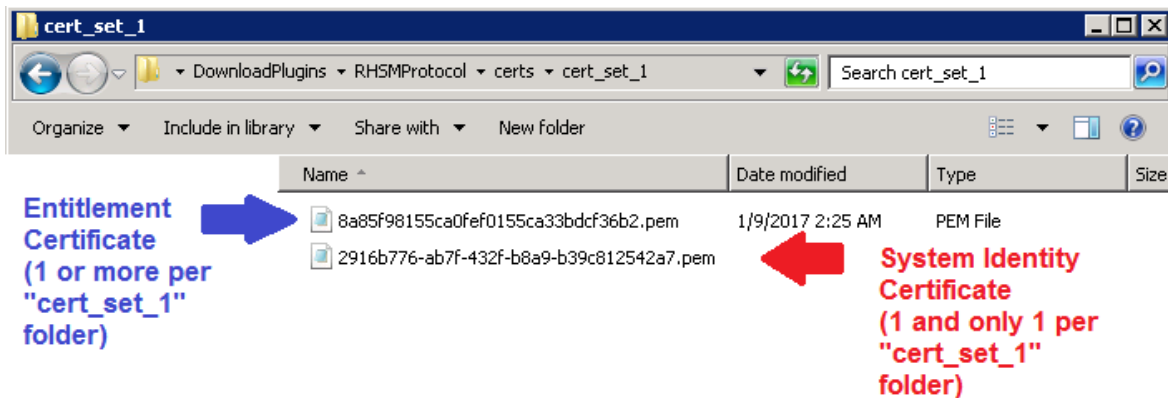 cert_set_1
DownloadPlugins RHSMProtocol certs cert_set_1 Search cert_set_1
Organize Include in library Share with New folder
Name Date modified Type Size
8a85f98155ca0fef0155ca33bdcf36b2.pem 1/9/2017 2:25 AM PEM File
2916b776-ab7f-432f-b8a9-b39c812542a7.pem
Entitlement
Certificate
(1 or more per
"cert_set_1"
folder)
System Identity
Certificate
(1 and only 1 per
"cert_set_1"
folder)